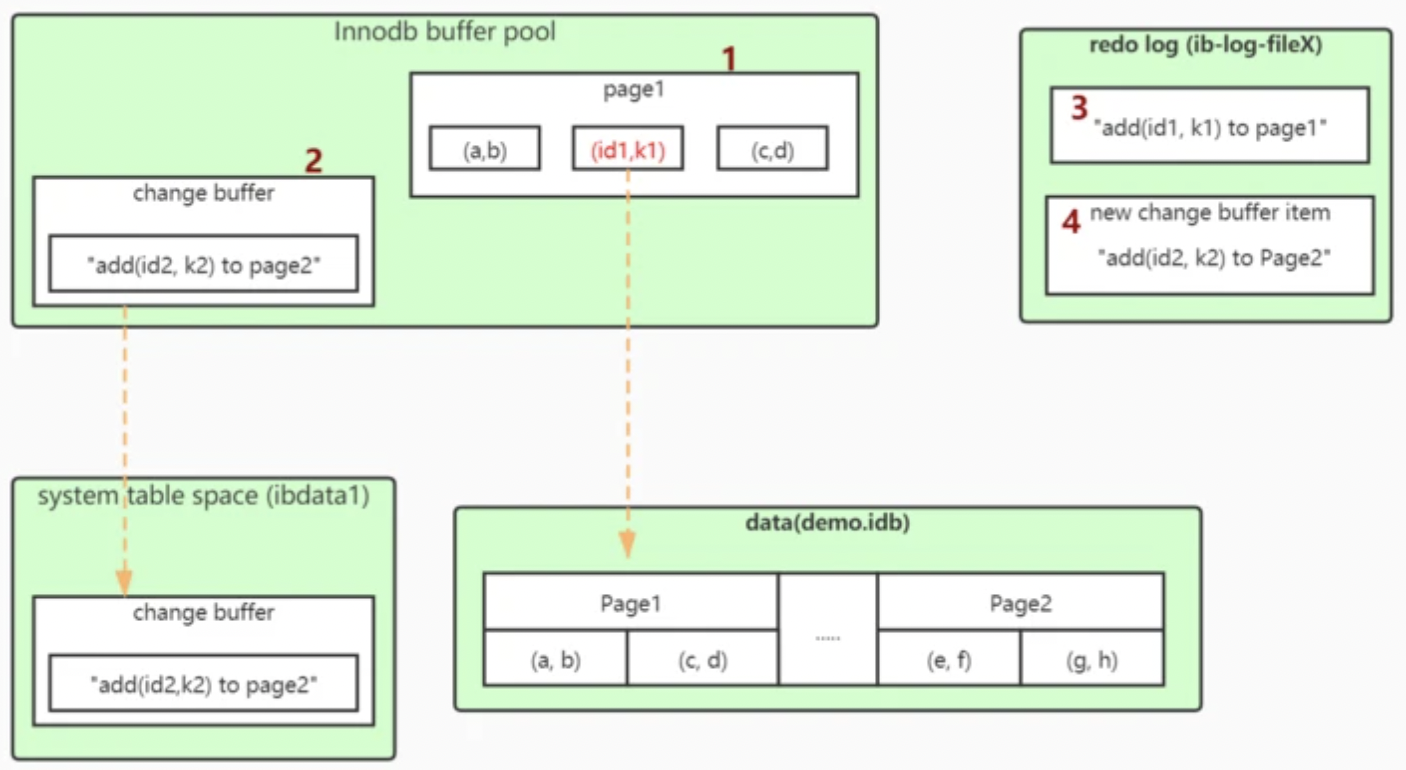 Innodb buffer pool
1
page1
(a,b)
(id1,k1)
(c,d)
2
change buffer
"add(id2, k2) to page2"
redo log (ib-log-fileX)
3
"add(id1, k1) to page1"
4
new change buffer item
"add(id2, k2) to Page2"
system table space (ibdata1)
change buffer
"add(id2,k2) to page2"
data(demo.idb)
Page1
.....
Page2
(a, b)
(c, d)
(e, f)
(g, h)